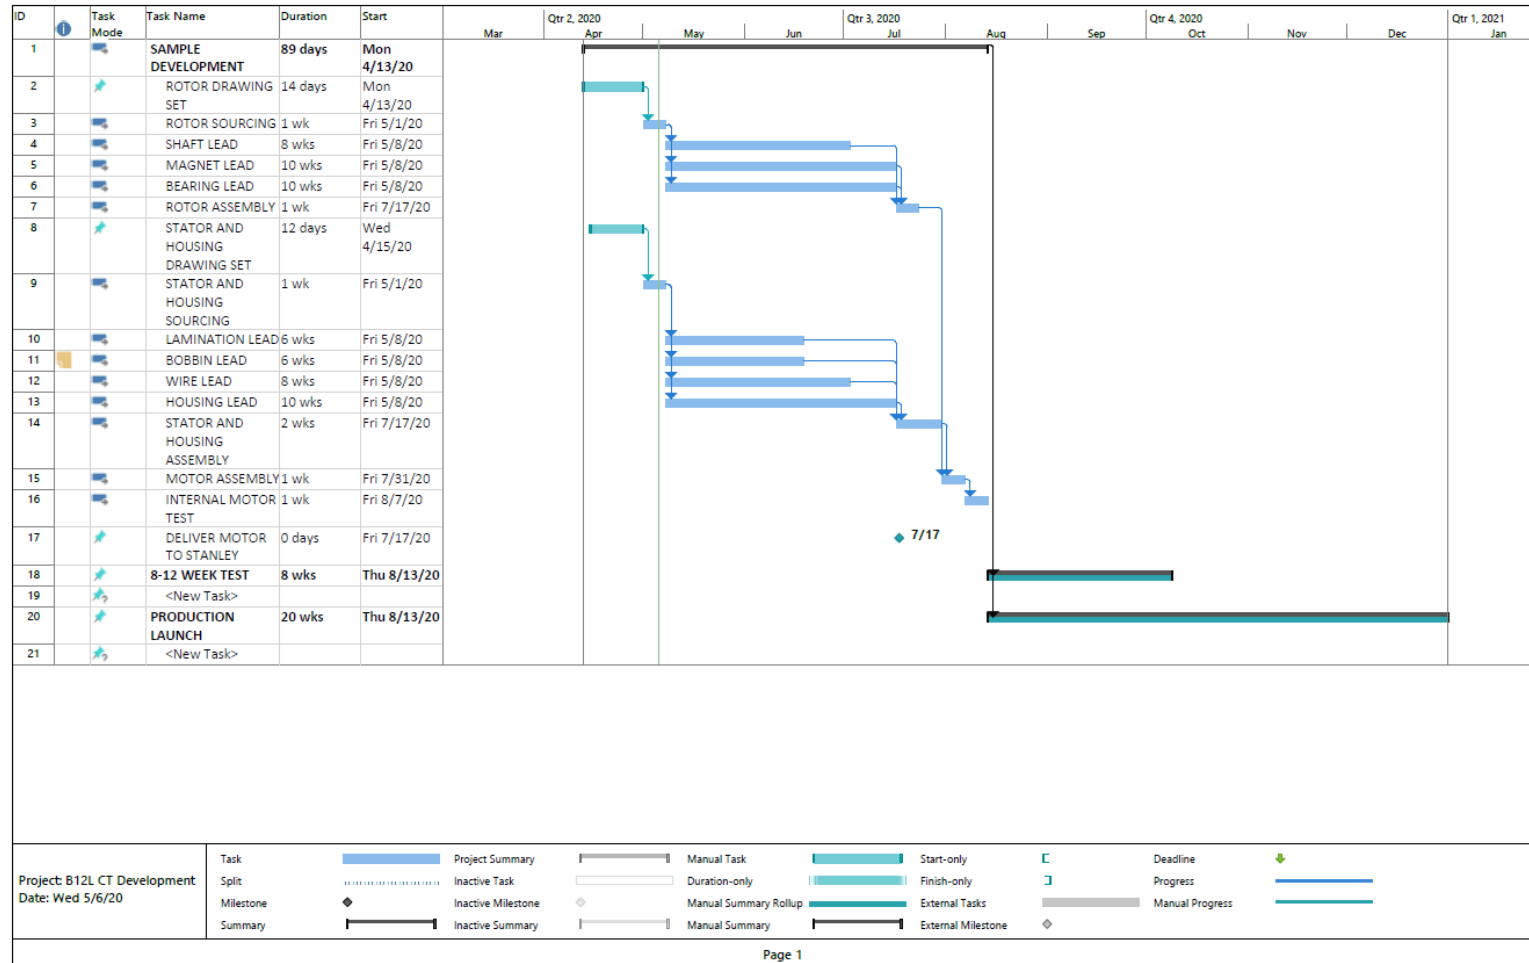 ID Task Mode Task Name Duration Start
Qtr 2, 2020 Qtr 3, 2020 Qtr 4, 2020 Qtr 1, 2021
Mar Apr May Jun Jul Aug Sep Oct Nov Dec Jan
1 SAMPLE DEVELOPMENT 89 days Mon 4/13/20
2 ROTOR DRAWING SET 14 days Mon 4/13/20
3 ROTOR SOURCING 1 wk Fri 5/1/20
4 SHAFT LEAD 8 wks Fri 5/8/20
5 MAGNET LEAD 10 wks Fri 5/8/20
6 BEARING LEAD 10 wks Fri 5/8/20
7 ROTOR ASSEMBLY 1 wk Fri 7/17/20
8 STATOR AND HOUSING DRAWING SET 12 days Wed 4/15/20
9 STATOR AND HOUSING SOURCING 1 wk Fri 5/1/20
10 LAMINATION LEAD 6 wks Fri 5/8/20
11 BOBBIN LEAD 6 wks Fri 5/8/20
12 WIRE LEAD 8 wks Fri 5/8/20
13 HOUSING LEAD 10 wks Fri 5/8/20
14 STATOR AND HOUSING ASSEMBLY 2 wks Fri 7/17/20
15 MOTOR ASSEMBLY 1 wk Fri 7/31/20
16 INTERNAL MOTOR TEST 1 wk Fri 8/7/20
17 DELIVER MOTOR TO STANLEY 0 days Fri 7/17/20 7/17
18 8-12 WEEK TEST 8 wks Thu 8/13/20
19 <New Task>
20 PRODUCTION LAUNCH 20 wks Thu 8/13/20
21 <New Task>
Project: B12L CT Development
Date: Wed 5/6/20
Task Project Summary Manual Task Start-only Deadline
Split Inactive Task Duration-only Finish-only Progress
Milestone Inactive Milestone Manual Summary Rollup External Tasks Manual Progress
Summary Inactive Summary Manual Summary External Milestone
Page 1